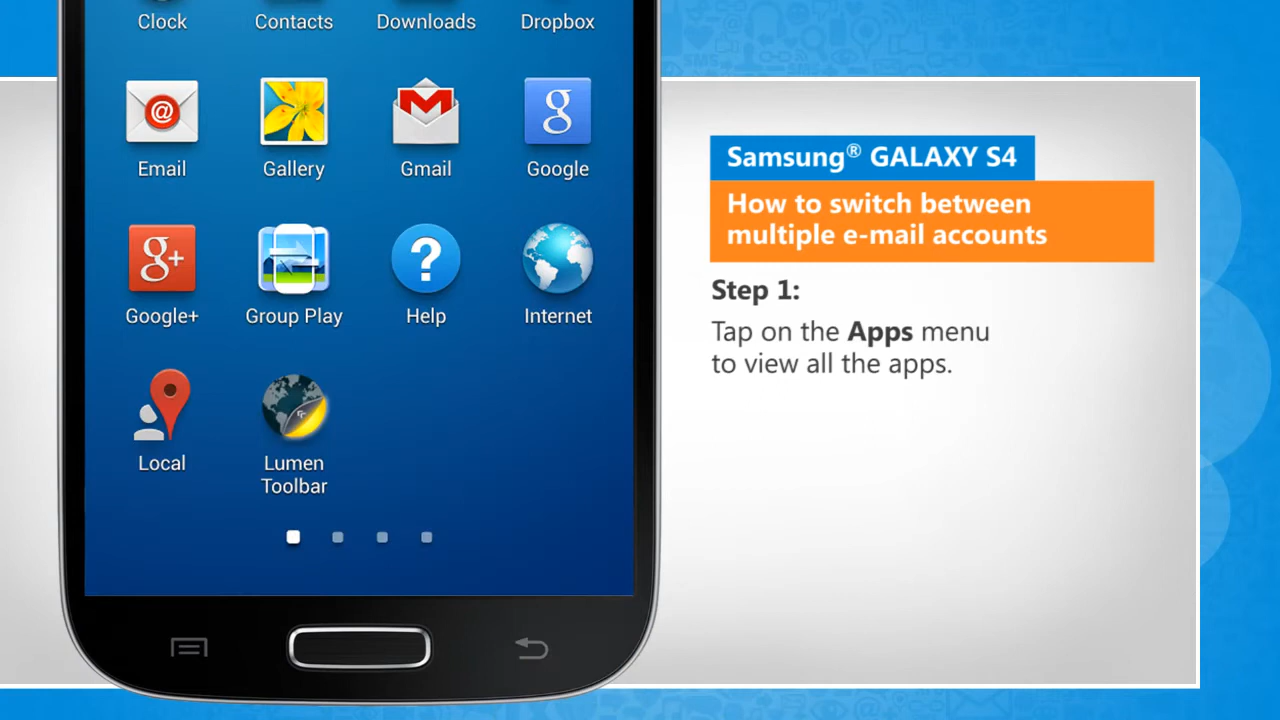 Clock Contacts Downloads Dropbox
Email Gallery Gmail Google
Google+ Group Play Help Internet
Local Lumen
Toolbar
Samsung® GALAXY S4
How to switch between
multiple e-mail accounts
Step 1:
Tap on the Apps menu
to view all the apps.